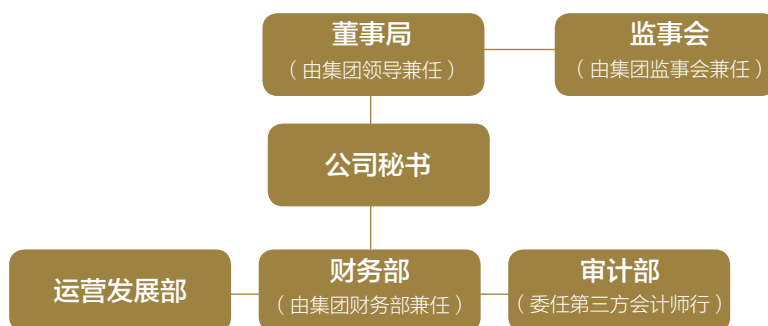 董事局
（由集团领导兼任）
监事会
（由集团监事会兼任）
公司秘书
运营发展部
财务部
（由集团财务部兼任）
审计部
（委任第三方会计师行）